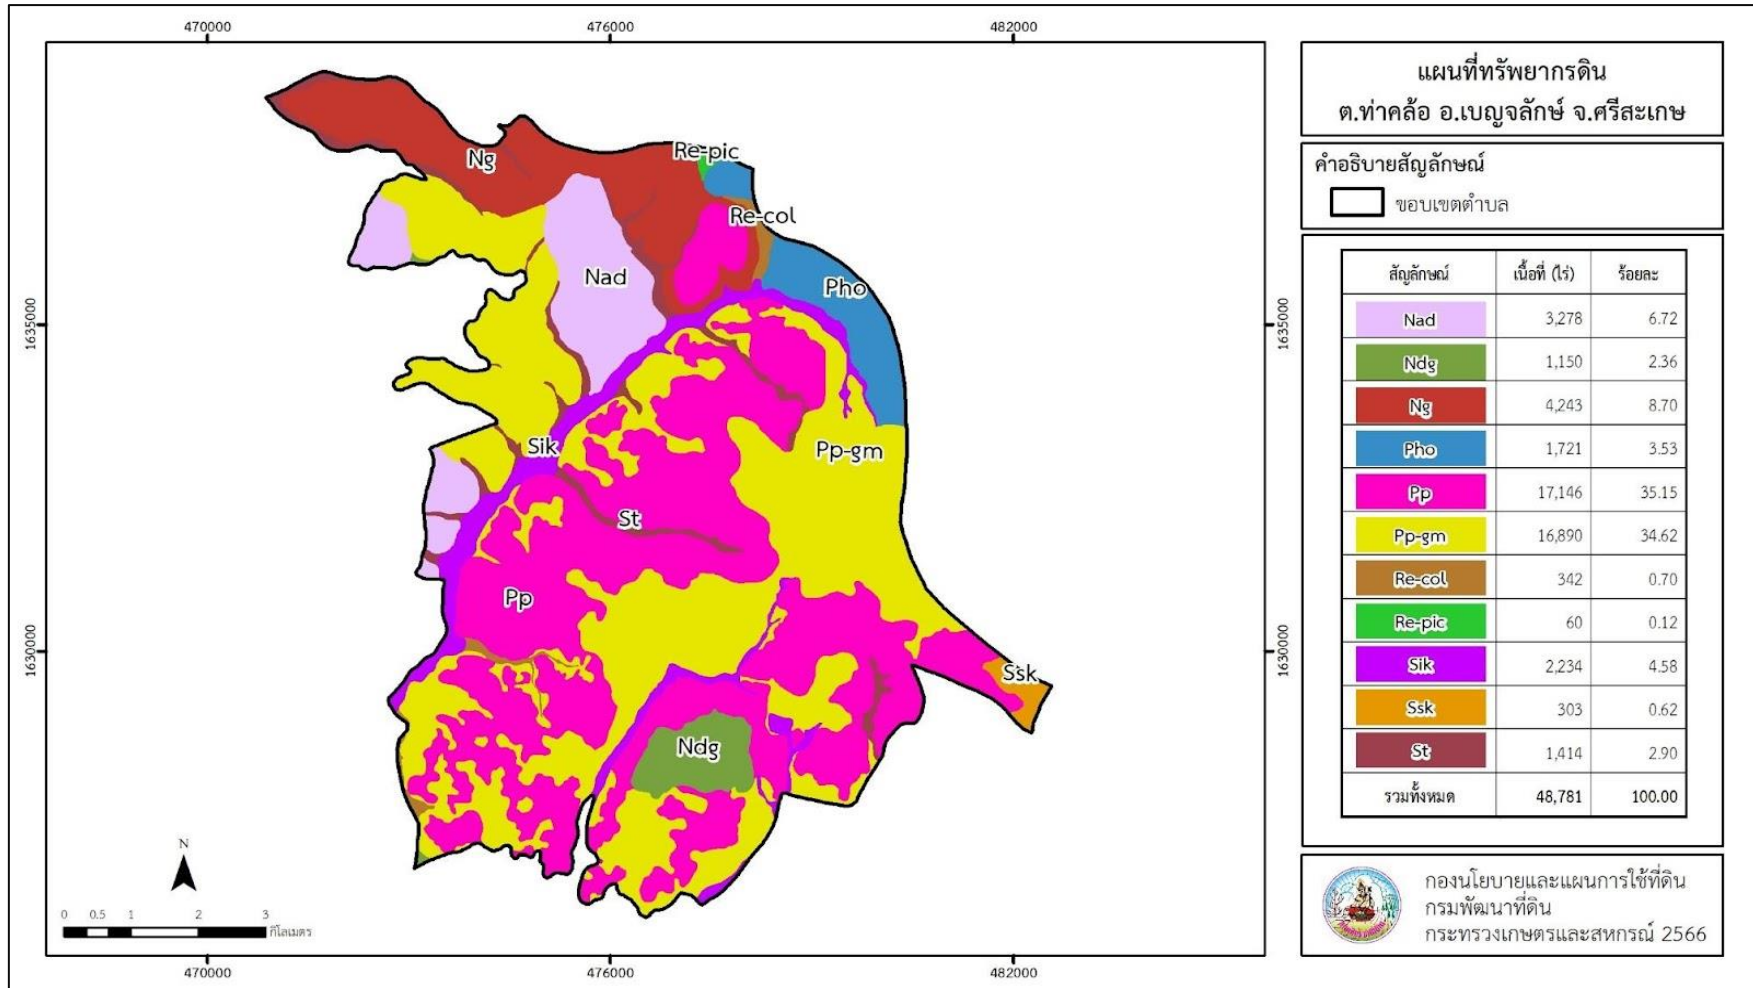 470000
476000
482000
1635000
1630000
1635000
1630000
Ng
Re-pic
Re-col
Nad
Pho
Sik
Pp-gm
St
Pp
Ssk
Ndg
N
0 0.5 1 2 3
กิโลเมตร
470000
476000
482000
แผนที่ทรัพยากรดิน
ต.ท่าคล้อ อ.เบญจลักษ์ จ.ศรีสะเกษ
คำอธิบายสัญลักษณ์
ขอบเขตตำบล
สัญลักษณ์ เนื้อที่ (ไร่) ร้อยละ
Nad 3,278 6.72
Ndg 1,150 2.36
Ng 4,243 8.70
Pho 1,721 3.53
Pp 17,146 35.15
Pp-gm 16,890 34.62
Re-col 342 0.70
Re-pic 60 0.12
Sik 2,234 4.58
Ssk 303 0.62
St 1,414 2.90
รวมทั้งหมด 48,781 100.00
กองนโยบายและแผนการใช้ที่ดิน
กรมพัฒนาที่ดิน
กระทรวงเกษตรและสหกรณ์ 2566